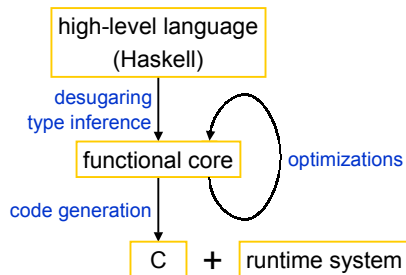 high-level language
(Haskell)
desugaring
type inference
functional core
optimizations
code generation
C + runtime system